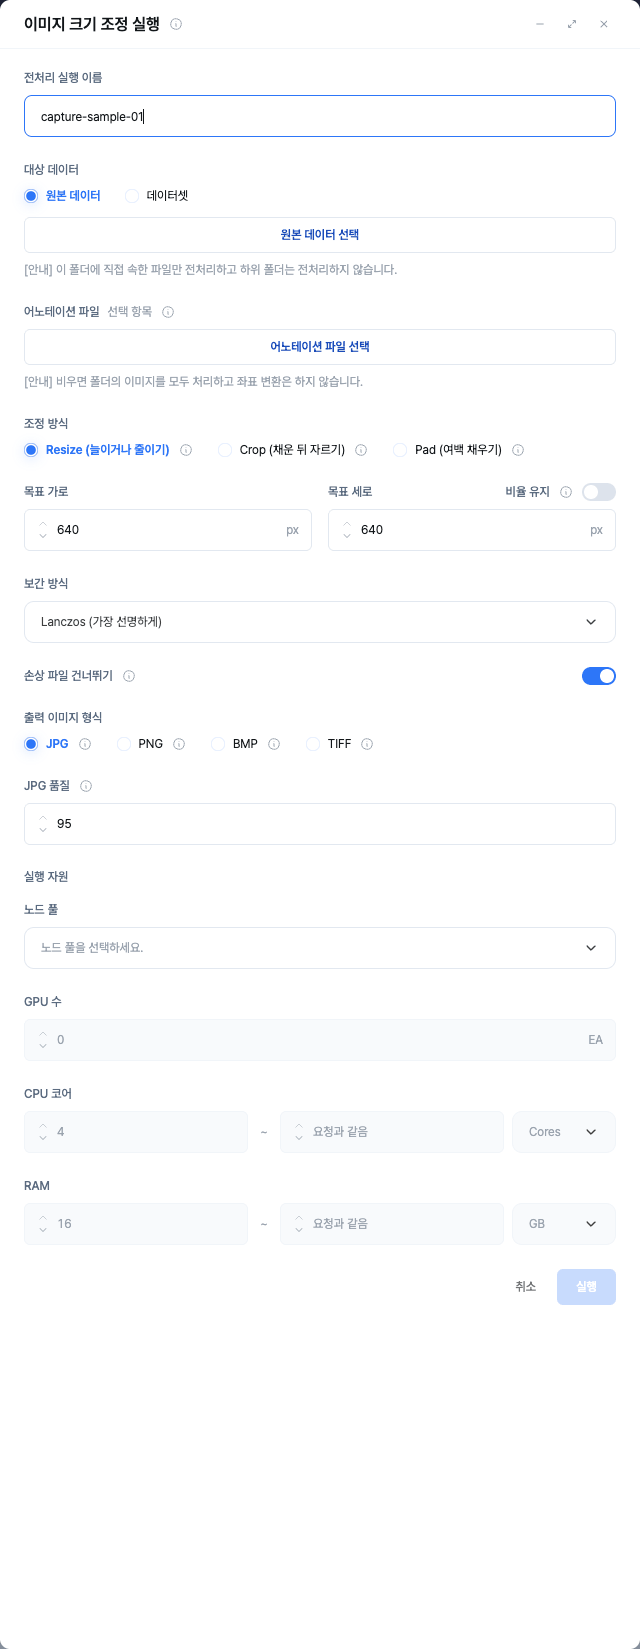 이미지 크기 조정 실행
전처리 실행 이름
capture-sample-01
대상 데이터
원본 데이터 데이터셋
원본 데이터 선택
[안내] 이 폴더에 직접 속한 파일만 전처리하고 하위 폴더는 전처리하지 않습니다.
어노테이션 파일 선택 항목
어노테이션 파일 선택
[안내] 비우면 폴더의 이미지를 모두 처리하고 좌표 변환은 하지 않습니다.
조정 방식
Resize (늘이거나 줄이기) Crop (채운 뒤 자르기) Pad (여백 채우기)
목표 가로 목표 세로 비율 유지
640 px 640 px
보간 방식
Lanczos (가장 선명하게)
손상 파일 건너뛰기
출력 이미지 형식
JPG PNG BMP TIFF
JPG 품질
95
실행 자원
노드 풀
노드 풀을 선택하세요.
GPU 수
0 EA
CPU 코어
4 ~ 요청과 같음 Cores
RAM
16 ~ 요청과 같음 GB
취소 실행